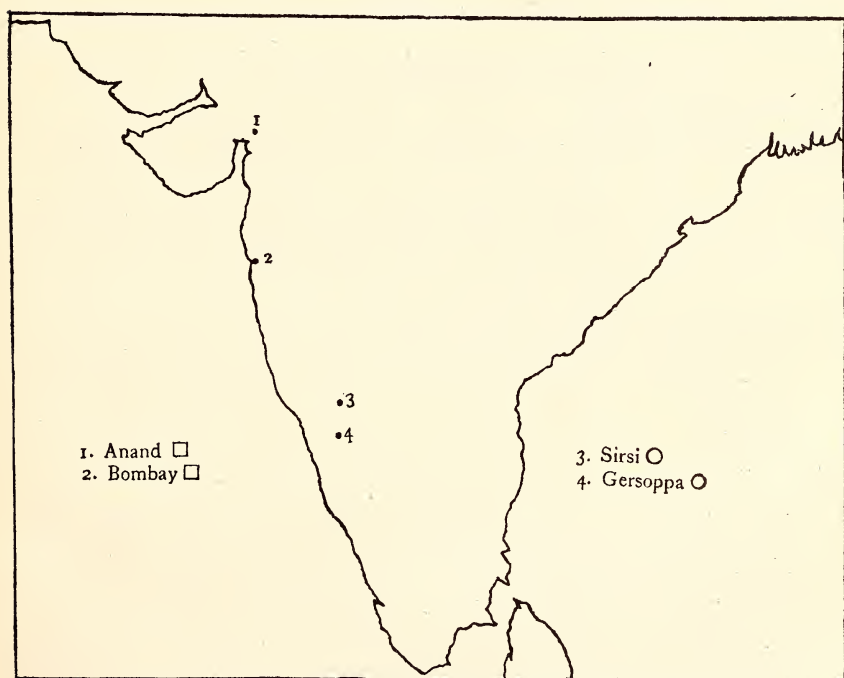 1
2
3
4
1. Anand □
2. Bombay □
3. Sirsi ○
4. Gersoppa ○